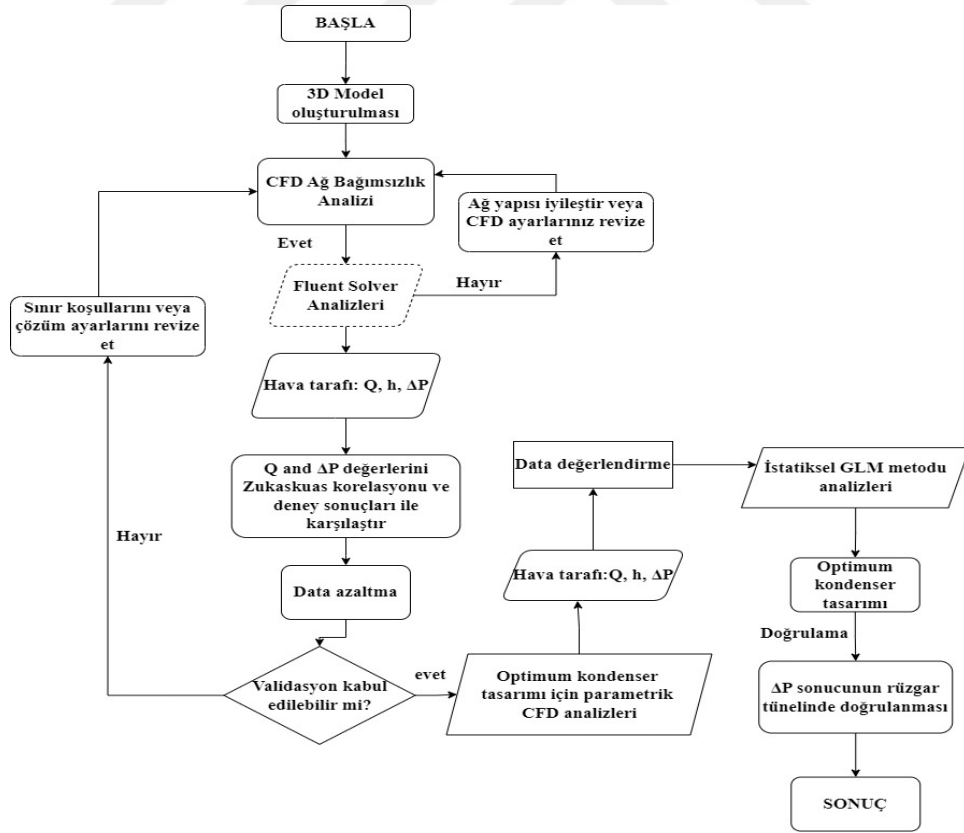 BAŞLA
3D Model
oluşturulması
CFD Ağ Bağımsızlık
Analizi
Ağ yapısı iyileştir veya
CFD ayarlarınız revize
et
Evet
Hayır
Fluent Solver
Analizleri
Sınır koşullarını veya
çözüm ayarlarını revize
et
Hava tarafı: Q, h, ΔP
Q and ΔP değerlerini
Zukaskuas korelasyonu ve
deney sonuçları ile
karşılaştır
Hayır
Data azaltma
Validasyon kabul
edilebilir mi?
evet
Optimum kondenser
tasarımı için parametrik
CFD analizleri
Hava tarafı:Q, h, ΔP
Data değerlendirme
İstatiksel GLM metodu
analizleri
Optimum
kondenser
tasarımı
Doğrulama
ΔP sonucunun rüzgar
tünelinde doğrulanması
SONUÇ